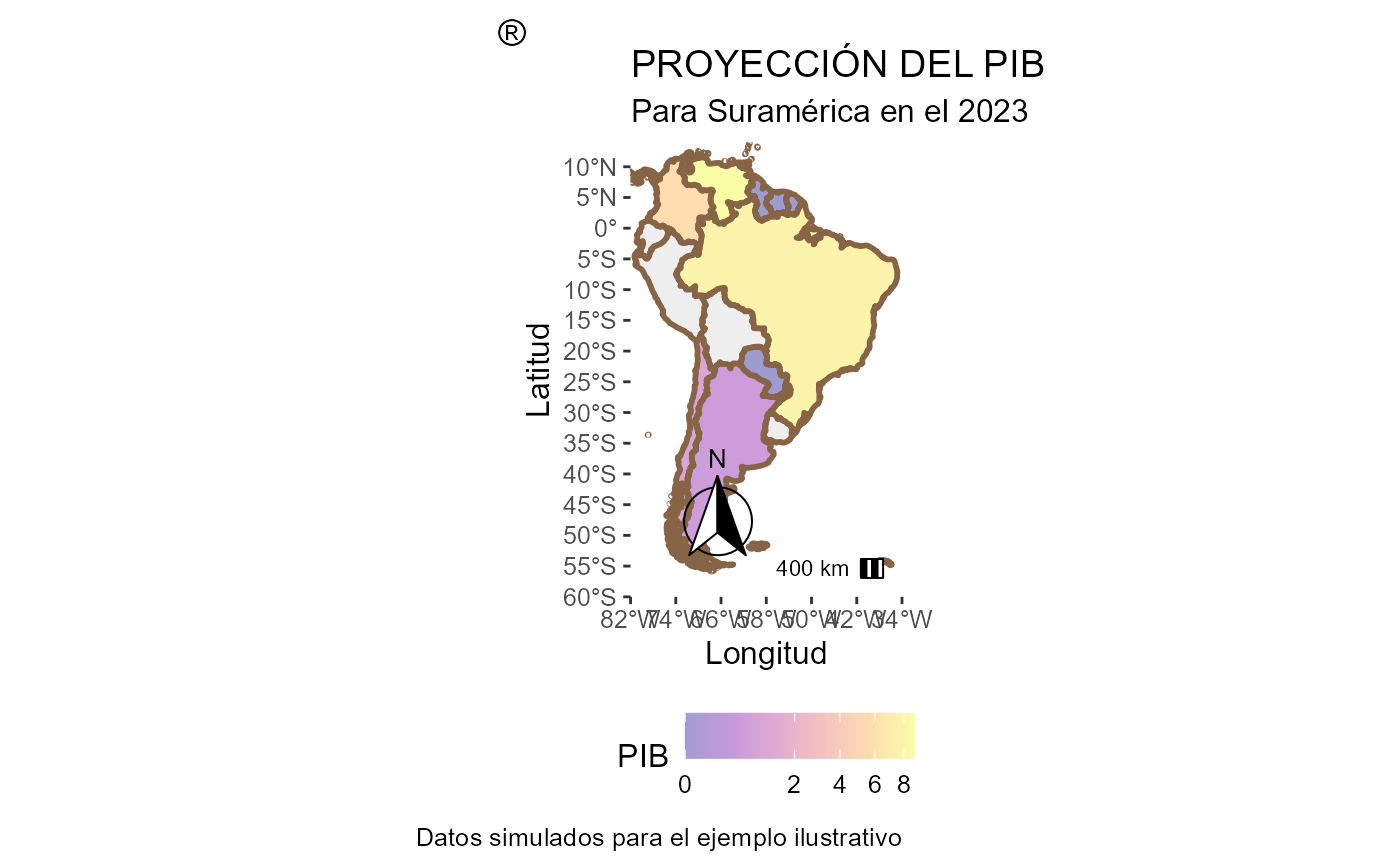 ®
PROYECCIÓN DEL PIB
Para Suramérica en el 2023
10°N
5°N
0°
5°S
10°S
15°S
20°S
25°S
30°S
35°S
40°S
45°S
50°S
55°S
60°S
Latitud
N
400 km
82°W 74°W 66°W 58°W 50°W 42°W 34°W
Longitud
PIB
0 2 4 6 8
Datos simulados para el ejemplo ilustrativo